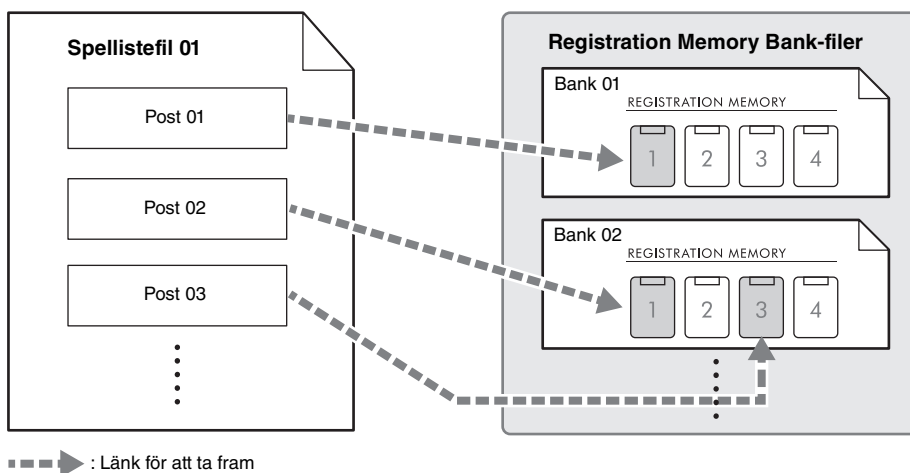 Spellistefil 01
Post 01
Post 02
Post 03
Registration Memory Bank-filer
Bank 01
REGISTRATION MEMORY
1 2 3 4
Bank 02
REGISTRATION MEMORY
1 2 3 4
: Länk för att ta fram